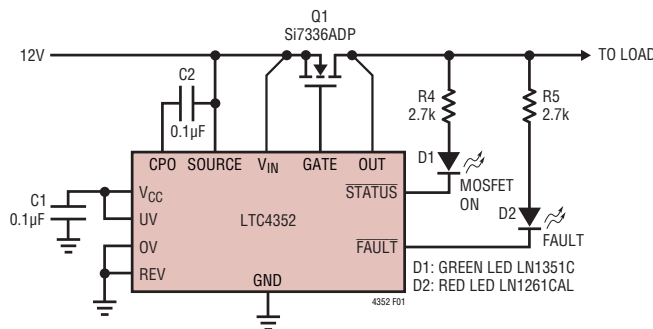 Q1
Si7336ADP
12V
TO LOAD
C2
0.1µF
R4
2.7k
R5
2.7k
D1
MOSFET
ON
D2
FAULT
CPO SOURCE VIN GATE OUT
C1
0.1µF
VCC
UV
OV
REV
LTC4352
STATUS
FAULT
GND
D1: GREEN LED LN1351C
D2: RED LED LN1261CAL
4352 F01